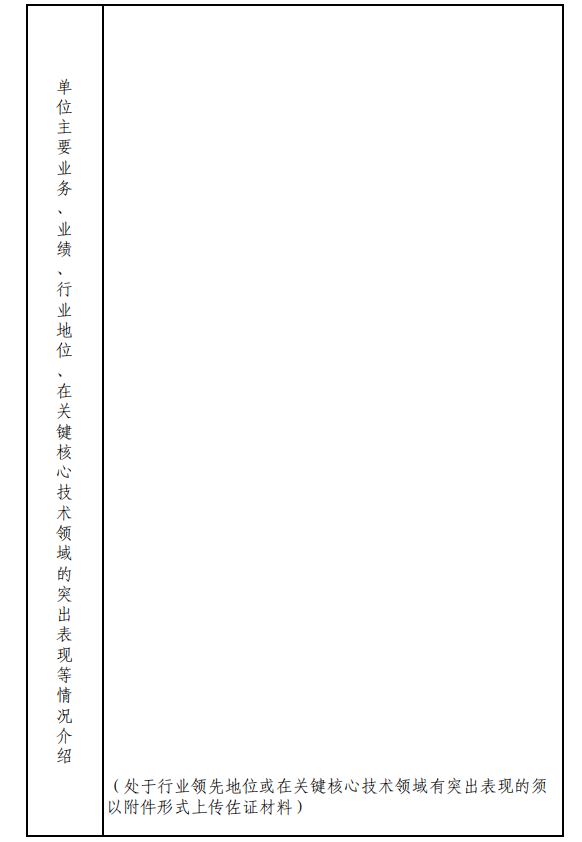 单位主要业务、业绩、行业地位、在关键核心技术领域的突出表现等情况介绍
（处于行业领先地位或在关键核心技术领域有突出表现的须
以附件形式上传佐证材料）